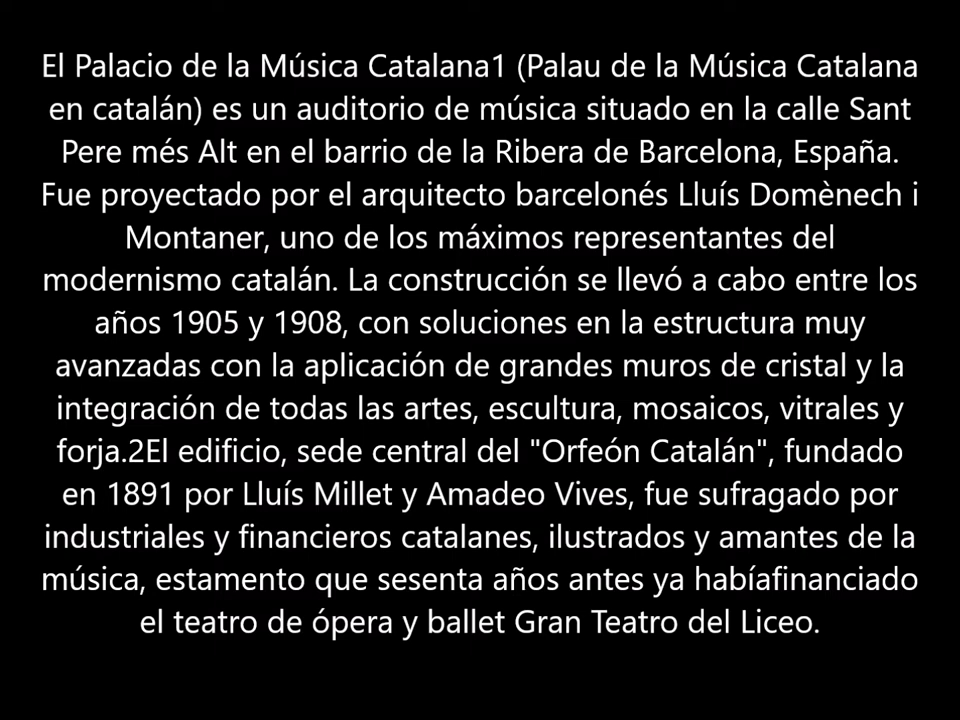 El Palacio de la Música Catalana1 (Palau de la Música Catalana
en catalán) es un auditorio de música situado en la calle Sant
Pere més Alt en el barrio de la Ribera de Barcelona, España.
Fue proyectado por el arquitecto barcelonés Lluís Domènech i
Montaner, uno de los máximos representantes del
modernismo catalán. La construcción se llevó a cabo entre los
años 1905 y 1908, con soluciones en la estructura muy
avanzadas con la aplicación de grandes muros de cristal y la
integración de todas las artes, escultura, mosaicos, vitrales y
forja.2El edificio, sede central del "Orfeón Catalán", fundado
en 1891 por Lluís Millet y Amadeo Vives, fue sufragado por
industriales y financieros catalanes, ilustrados y amantes de la
música, estamento que sesenta años antes ya habíafinanciado
el teatro de ópera y ballet Gran Teatro del Liceo.